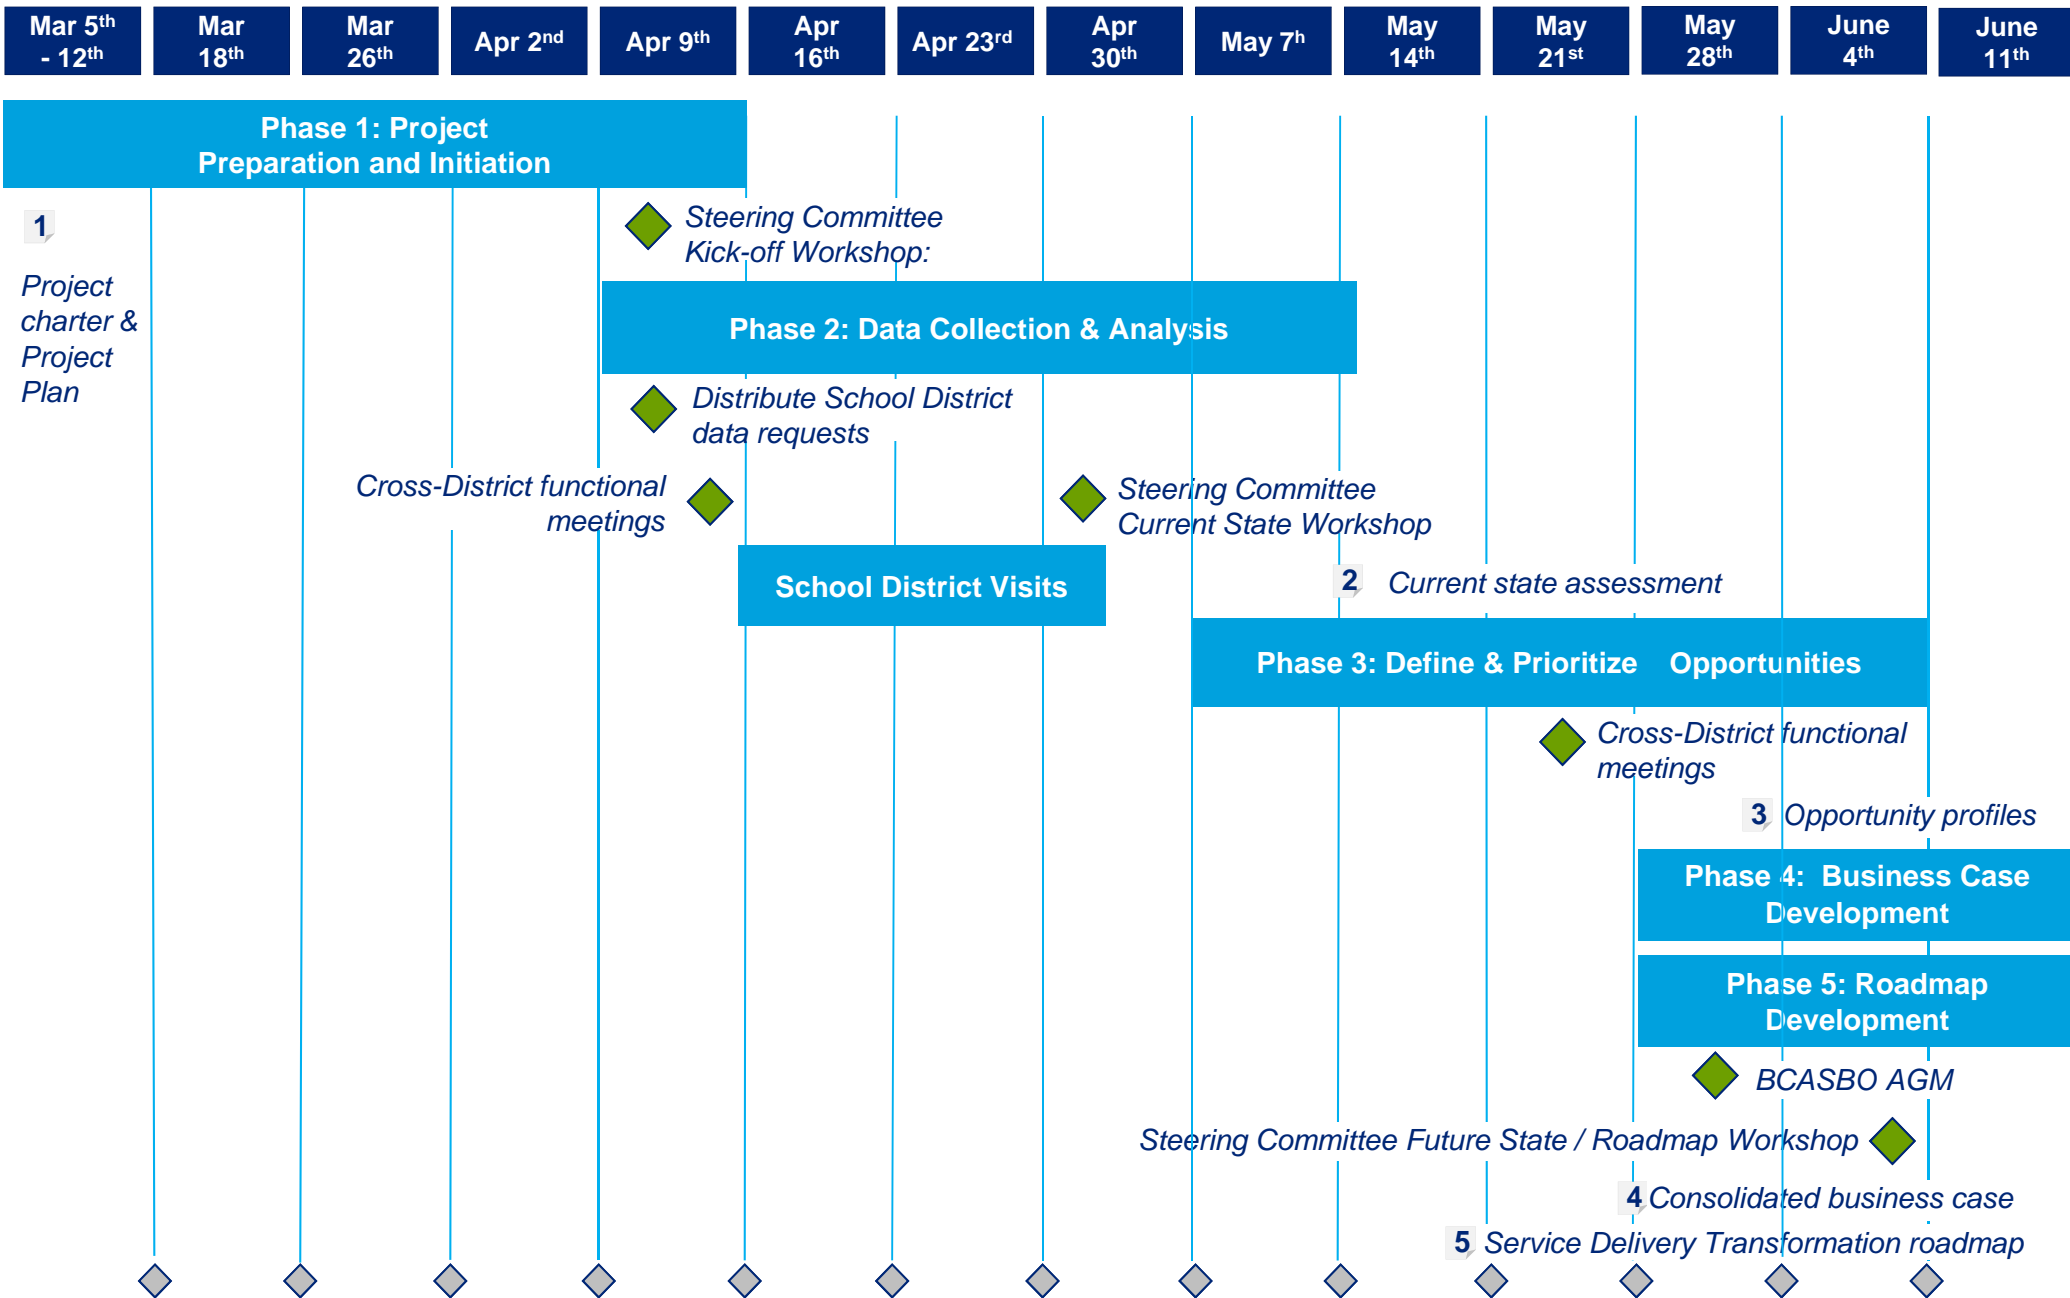 Mar 5th
- 12th
Mar
18th
Mar
26th
Apr 2nd
Apr 9th
Apr
16th
Apr 23rd
Apr
30th
May 7h
May
14th
May
21st
May
28th
June
4th
June
11th
Phase 1: Project
Preparation and Initiation
1
Project
charter &
Project
Plan
Steering Committee
Kick-off Workshop:
Phase 2: Data Collection & Analysis
Distribute School District
data requests
Cross-District functional
meetings
Steering Committee
Current State Workshop
School District Visits
2 Current state assessment
Phase 3: Define & Prioritize Opportunities
Cross-District functional
meetings
3 Opportunity profiles
Phase 4: Business Case
Development
Phase 5: Roadmap
Development
BCASBO AGM
Steering Committee Future State / Roadmap Workshop
4 Consolidated business case
5 Service Delivery Transformation roadmap